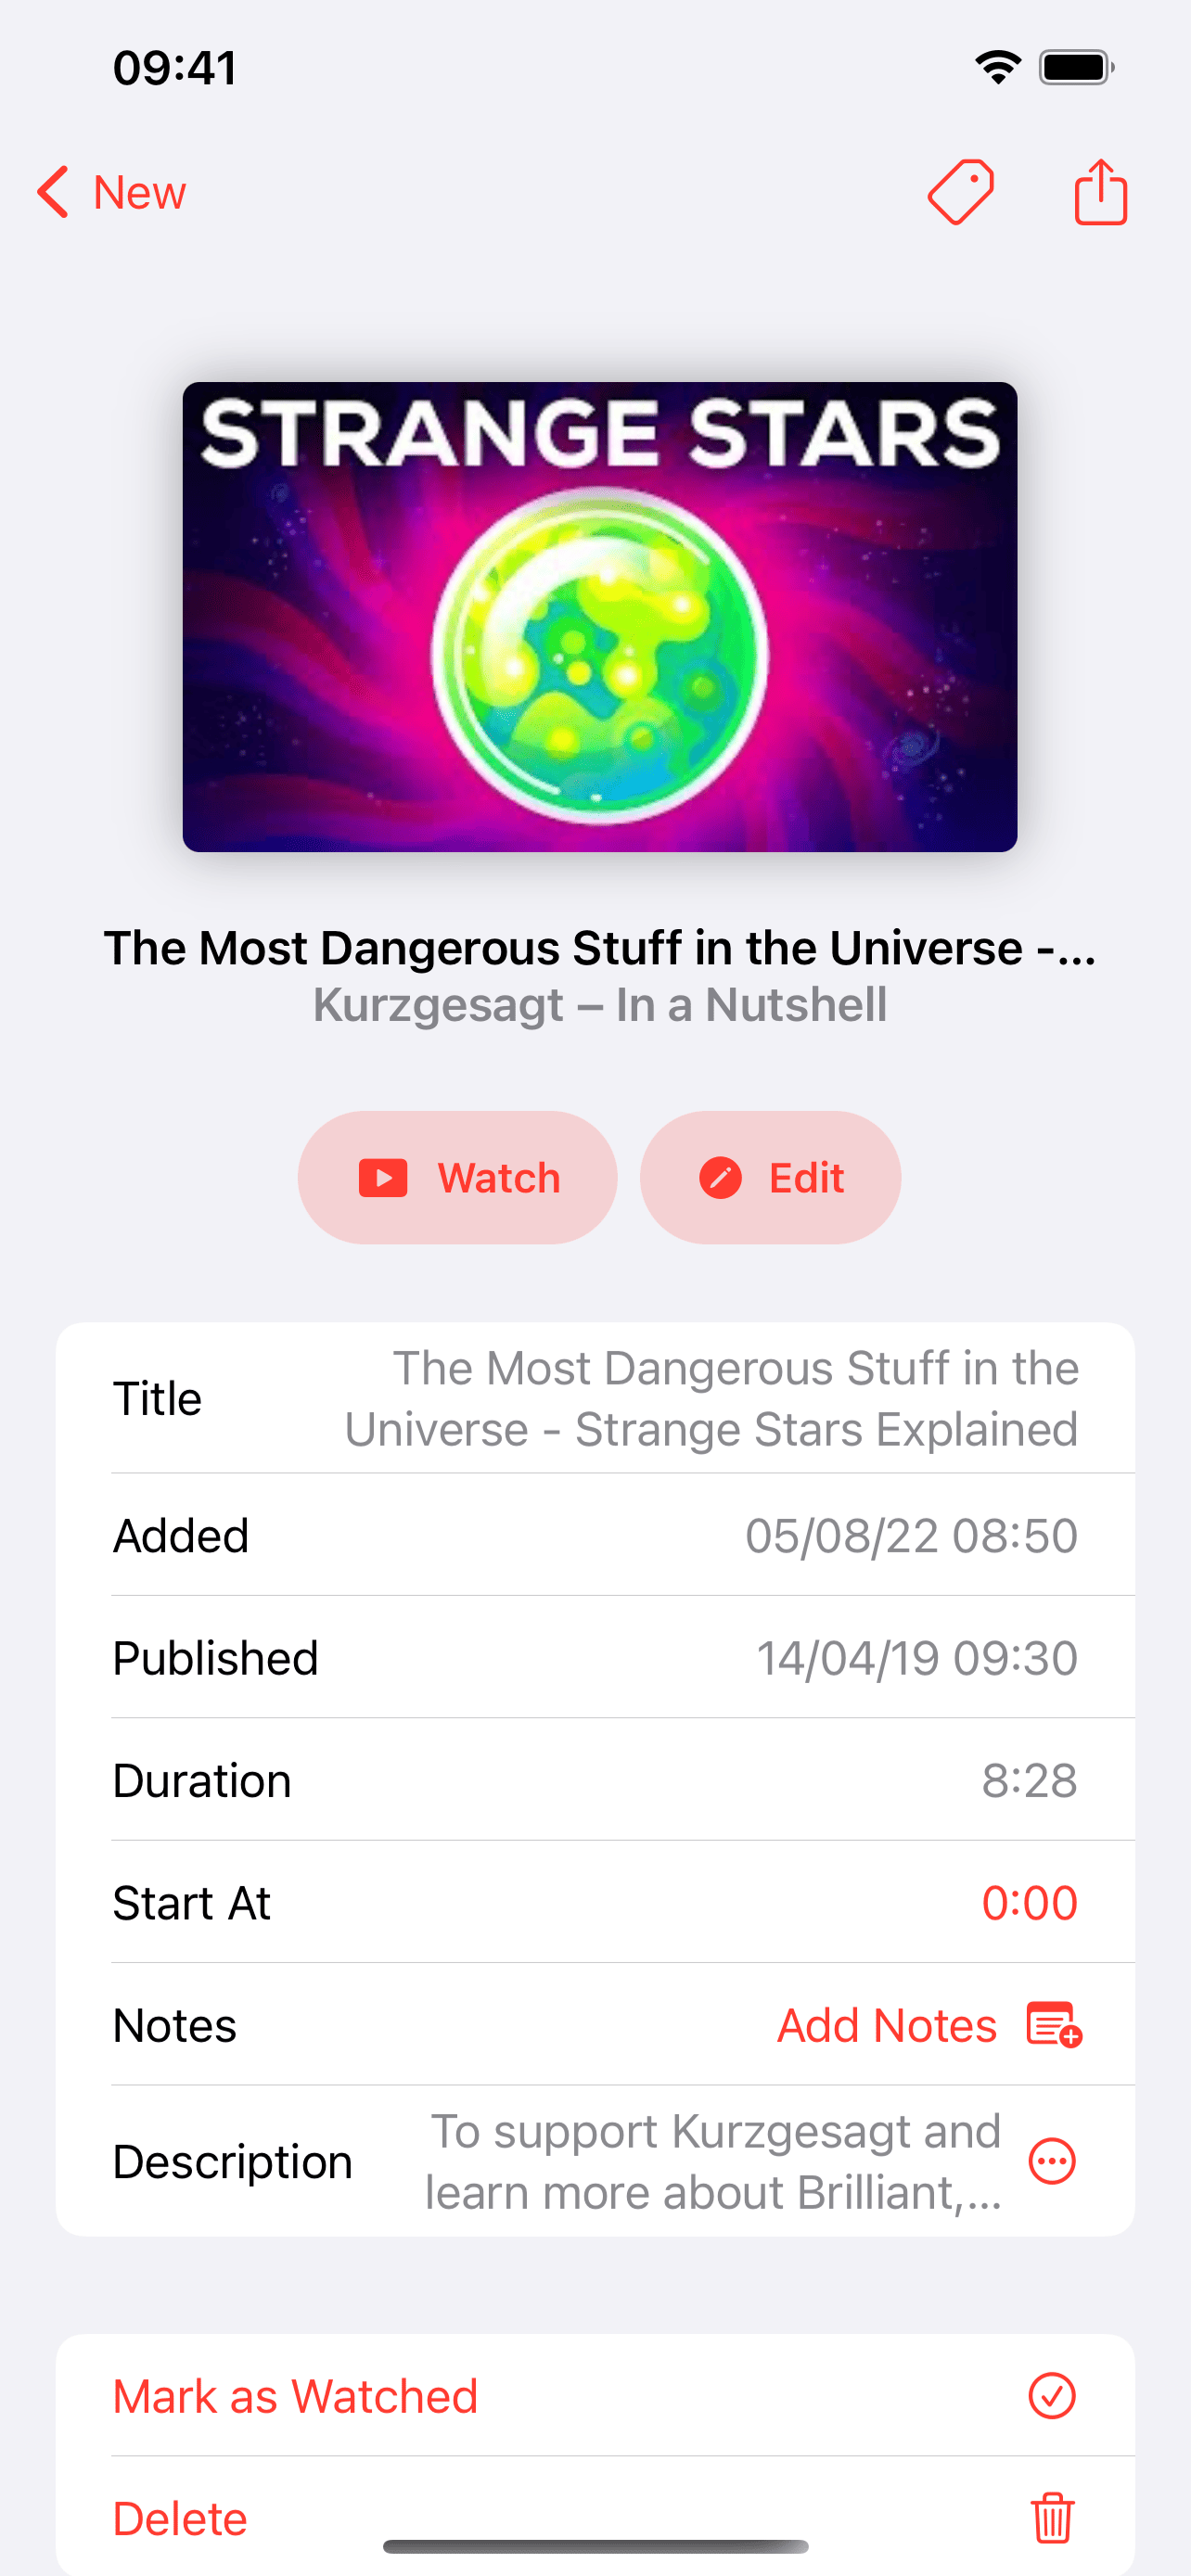 09:41
New
STRANGE STARS
The Most Dangerous Stuff in the Universe -...
Kurzgesagt – In a Nutshell
Watch
Edit
Title
The Most Dangerous Stuff in the
Universe - Strange Stars Explained
Added
05/08/22 08:50
Published
14/04/19 09:30
Duration
8:28
Start At
0:00
Notes
Add Notes
Description
To support Kurzgesagt and
learn more about Brilliant,...
Mark as Watched
Delete